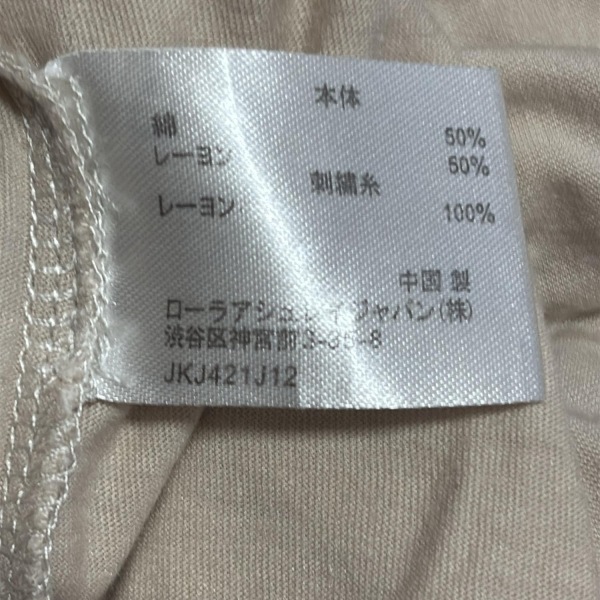 本体
綿 50%
レーヨン 50%
刺繍糸
レーヨン 100%
中國 製
ローラアシュレイジャパン(株)
渋谷区神宮前3-35-8
JKJ421J12